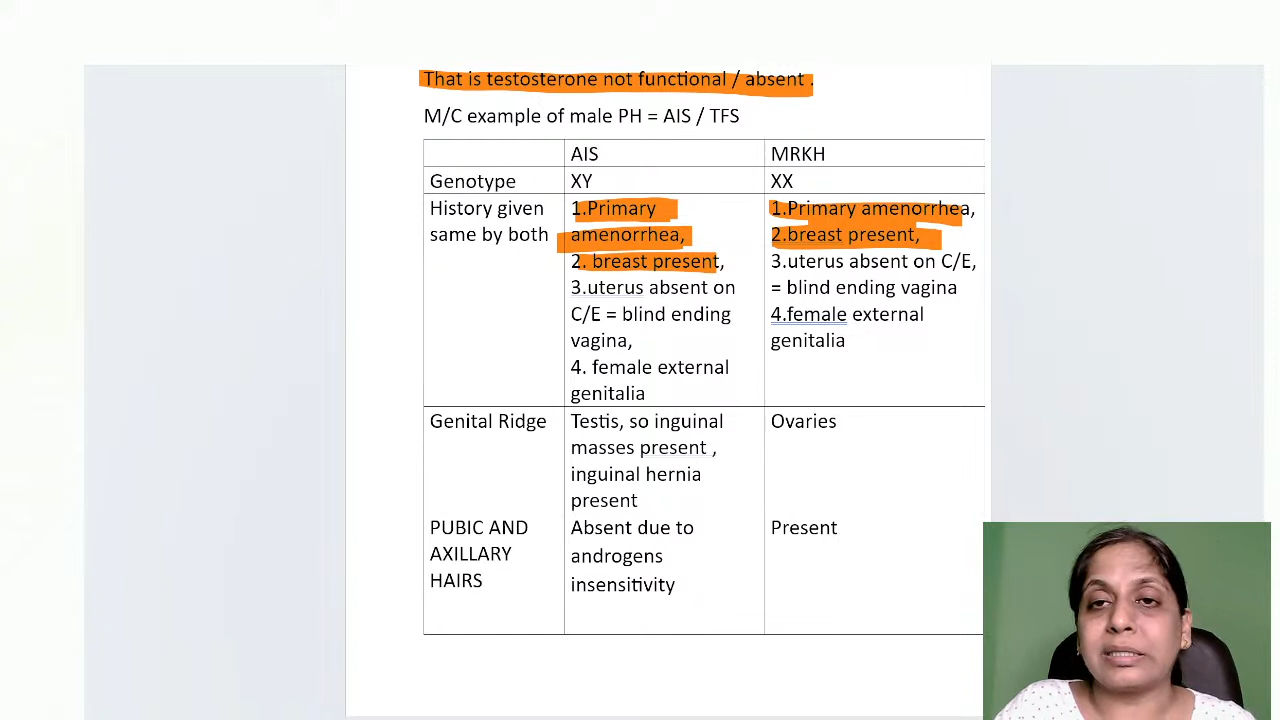 That is testosterone not functional / absent .
M/C example of male PH = AIS / TFS
AIS MRKH
Genotype XY XX
History given same by both
1.Primary
amenorrhea,
2. breast present,
3.uterus absent on
C/E = blind ending
vagina,
4. female external
genitalia
1.Primary amenorrhea,
2.breast present,
3.uterus absent on C/E,
= blind ending vagina
4.female external
genitalia
Genital Ridge
Testis, so inguinal
masses present ,
inguinal hernia
present
Ovaries
PUBIC AND
AXILLARY
HAIRS
Absent due to
androgens
insensitivity
Present